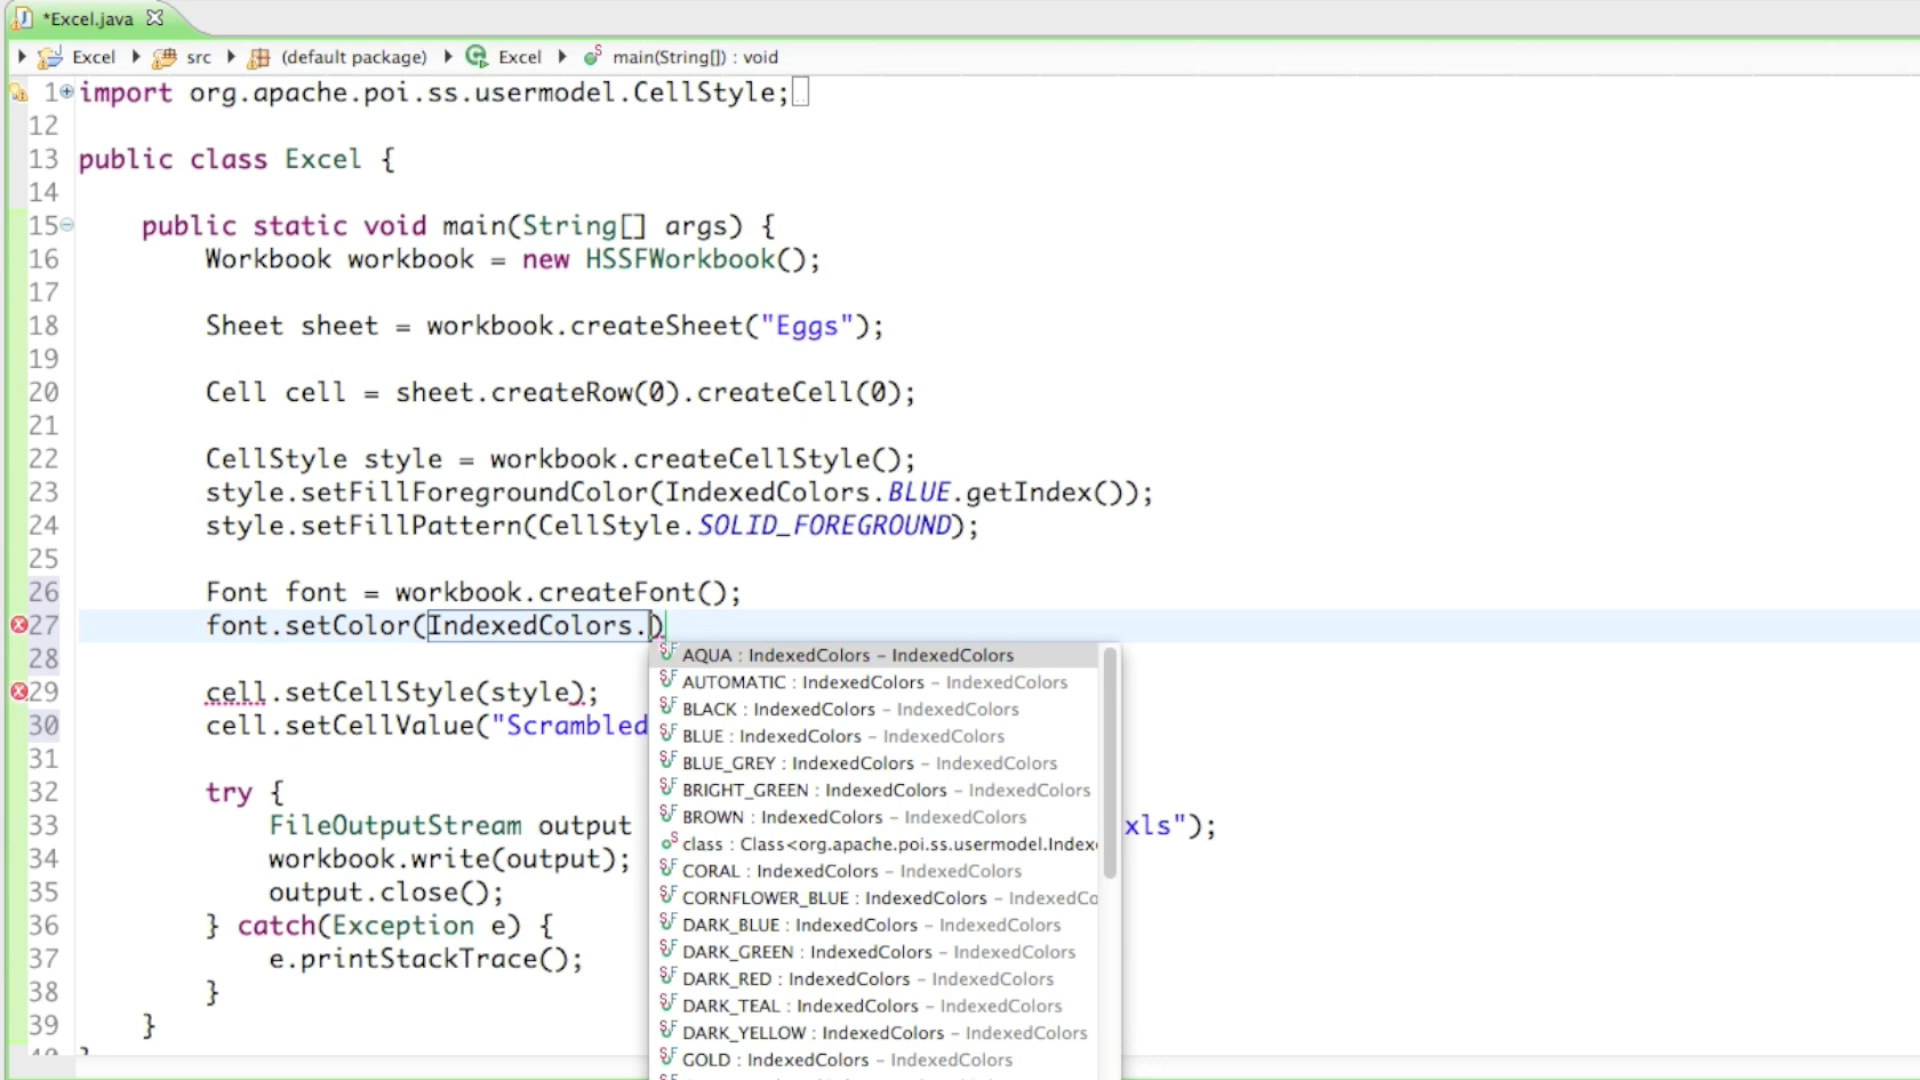 *Excel.java
Excel src (default package) Excel main(String[]) : void
1 import org.apache.poi.ss.usermodel.CellStyle;
12
13 public class Excel {
14
15 public static void main(String[] args) {
16 Workbook workbook = new HSSFWorkbook();
17
18 Sheet sheet = workbook.createSheet("Eggs");
19
20 Cell cell = sheet.createRow(0).createCell(0);
21
22 CellStyle style = workbook.createCellStyle();
23 style.setFillForegroundColor(IndexedColors.BLUE.getIndex());
24 style.setFillPattern(CellStyle.SOLID_FOREGROUND);
25
26 Font font = workbook.createFont();
27 font.setColor(IndexedColors.)
28
29 cell.setCellStyle(style);
30 cell.setCellValue("Scrambled
31
32 try {
33 FileOutputStream output xls");
34 workbook.write(output);
35 output.close();
36 } catch(Exception e) {
37 e.printStackTrace();
38 }
39 }
40 }
AQUA : IndexedColors – IndexedColors
AUTOMATIC : IndexedColors – IndexedColors
BLACK : IndexedColors – IndexedColors
BLUE : IndexedColors – IndexedColors
BLUE_GREY : IndexedColors – IndexedColors
BRIGHT_GREEN : IndexedColors – IndexedColors
BROWN : IndexedColors – IndexedColors
class : Class<org.apache.poi.ss.usermodel.Indexe
CORAL : IndexedColors – IndexedColors
CORNFLOWER_BLUE : IndexedColors – IndexedCo
DARK_BLUE : IndexedColors – IndexedColors
DARK_GREEN : IndexedColors – IndexedColors
DARK_RED : IndexedColors – IndexedColors
DARK_TEAL : IndexedColors – IndexedColors
DARK_YELLOW : IndexedColors – IndexedColors
GOLD : IndexedColors – IndexedColors